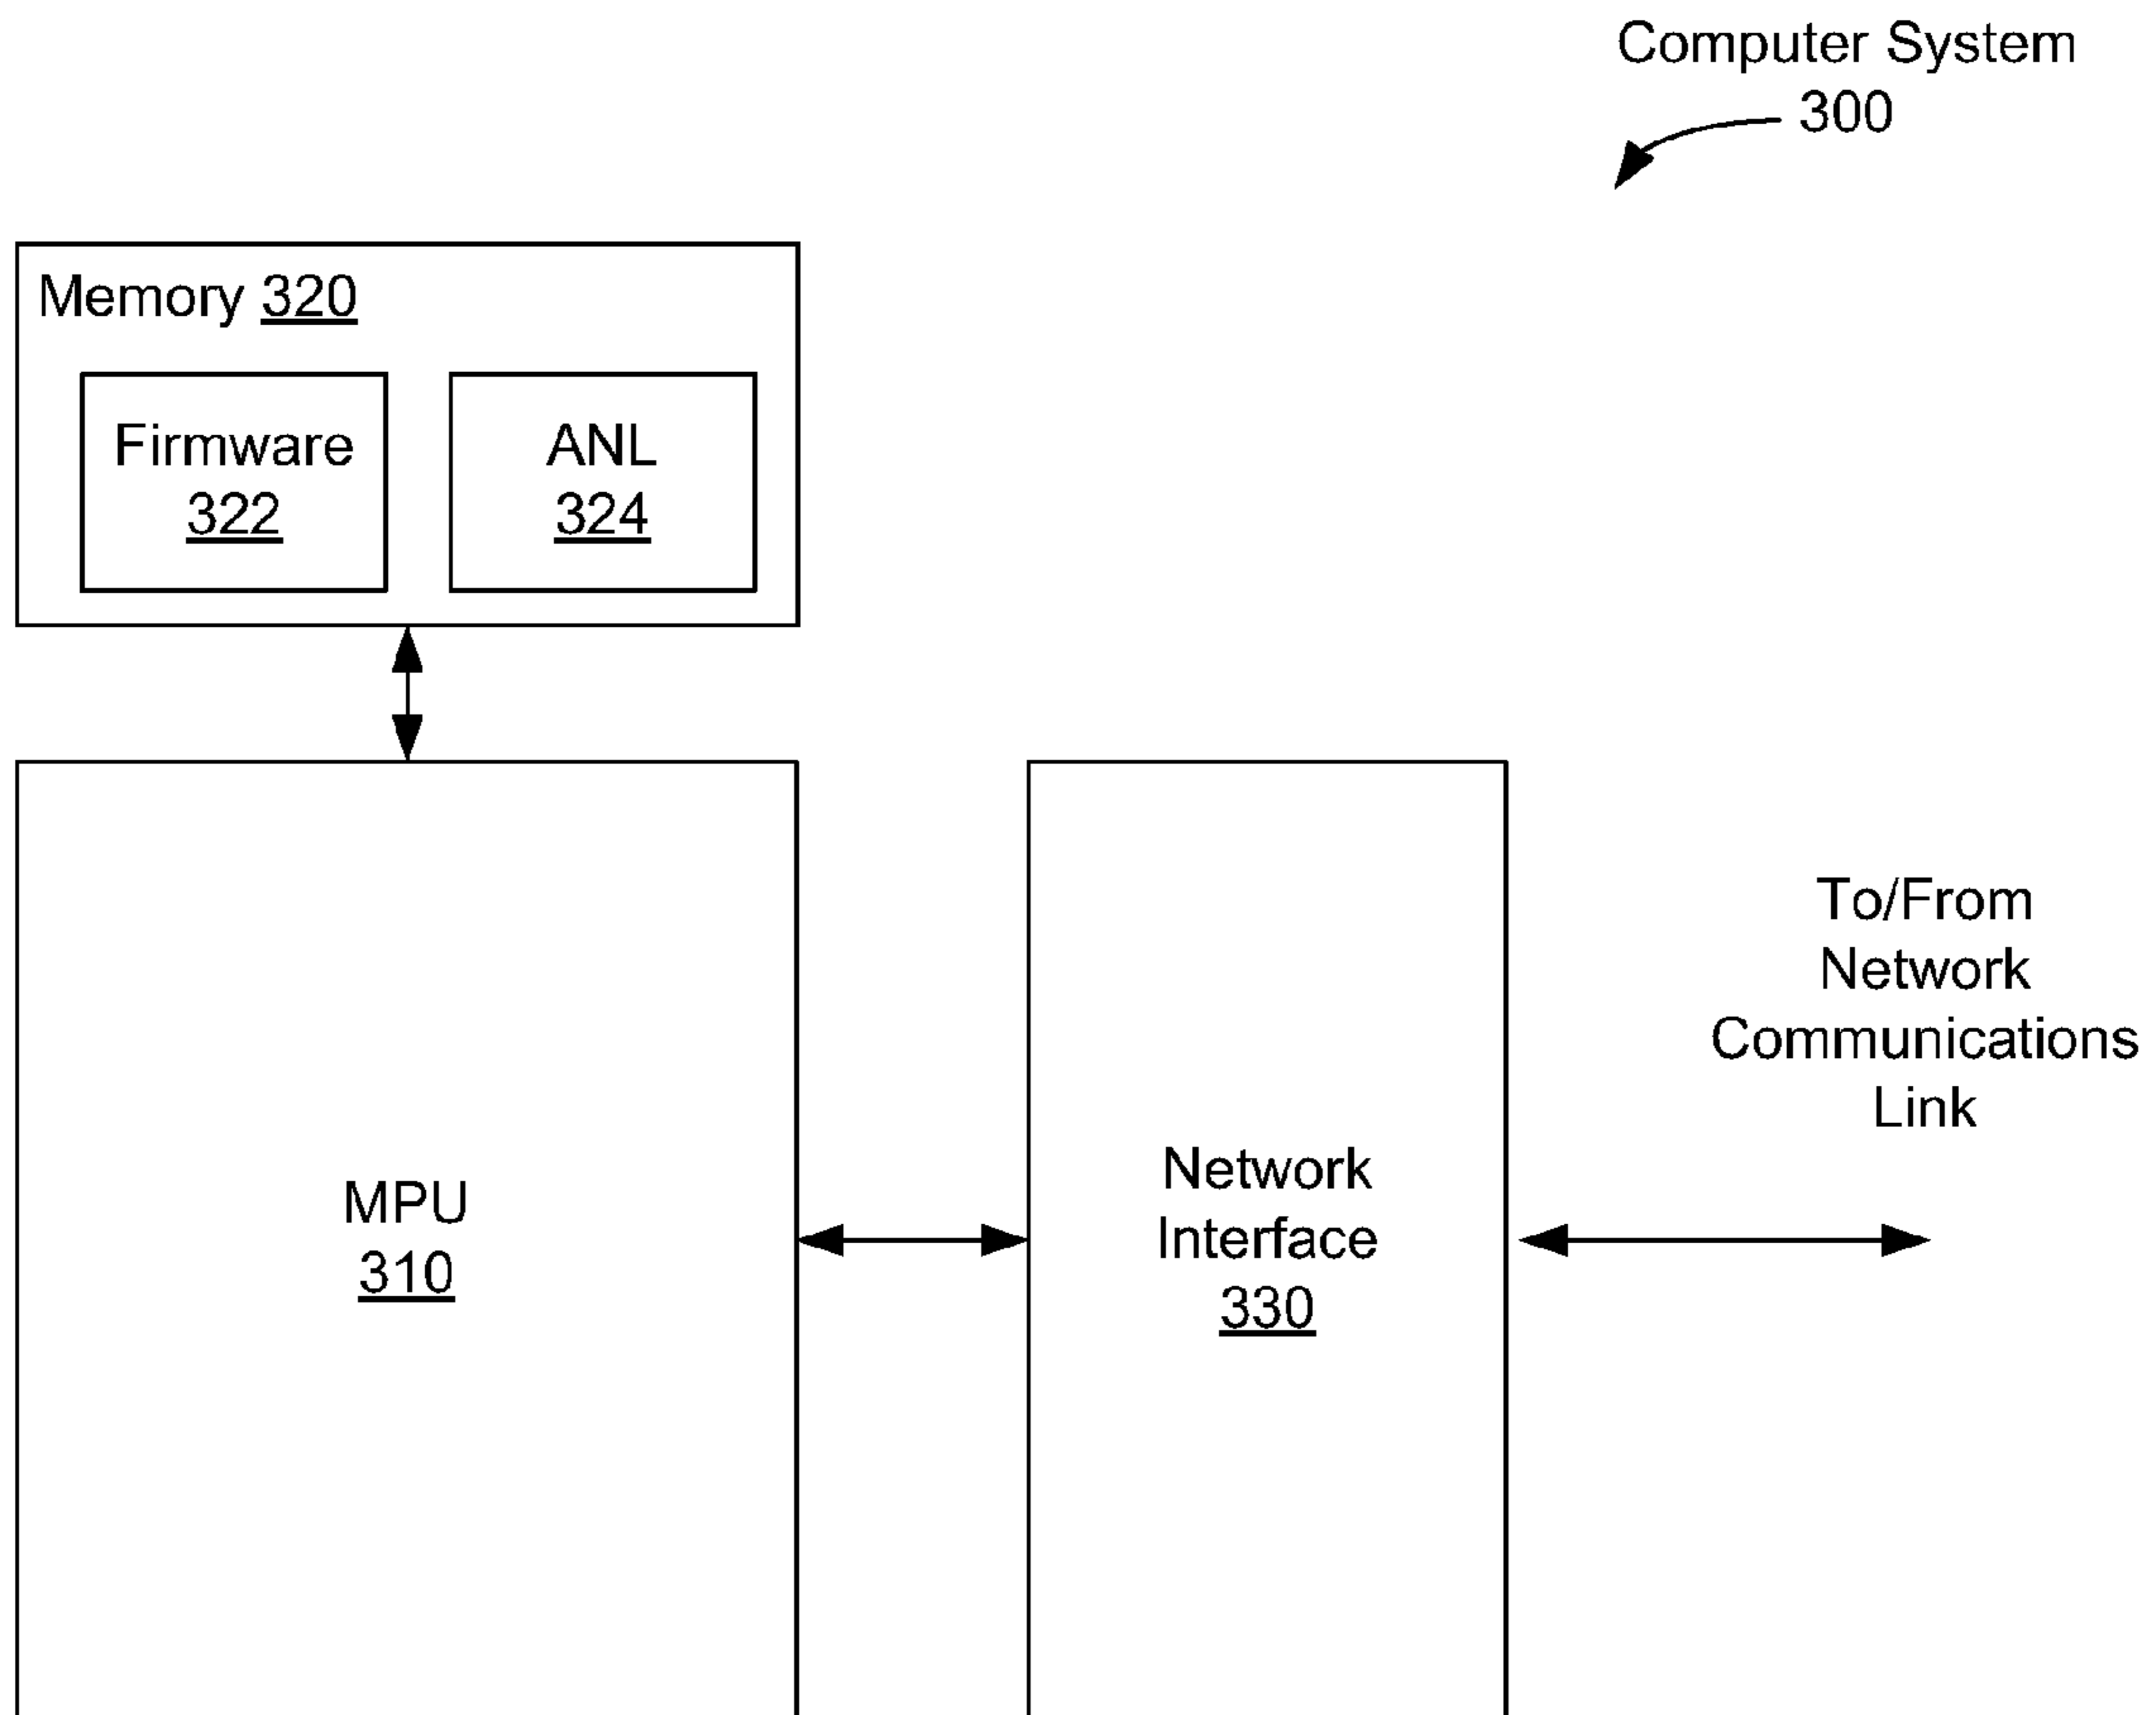 Computer System
300
Memory 320
Firmware
322
ANL
324
MPU
310
Network
Interface
330
To/From
Network
Communications
Link